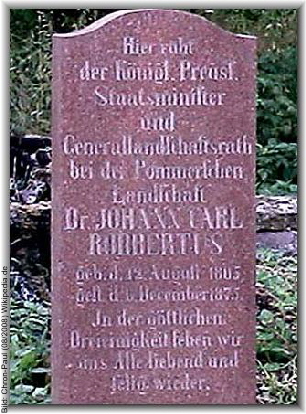 Hier ruht
der Königl. Preuß.
Staatsminister
und
Generallandschaftsrath
bei der Pommerschen
Landschaft
Dr. JOHANN CARL
RODBERTUS
geb. d. 12. August 1805
gest. d. 6. December 1875.
In der göttlichen
Dreieinigkeit sehen wir
uns Alle liebend und
selig wieder.
Bild: Chron-Paul (08/2008) Wikipedia.de